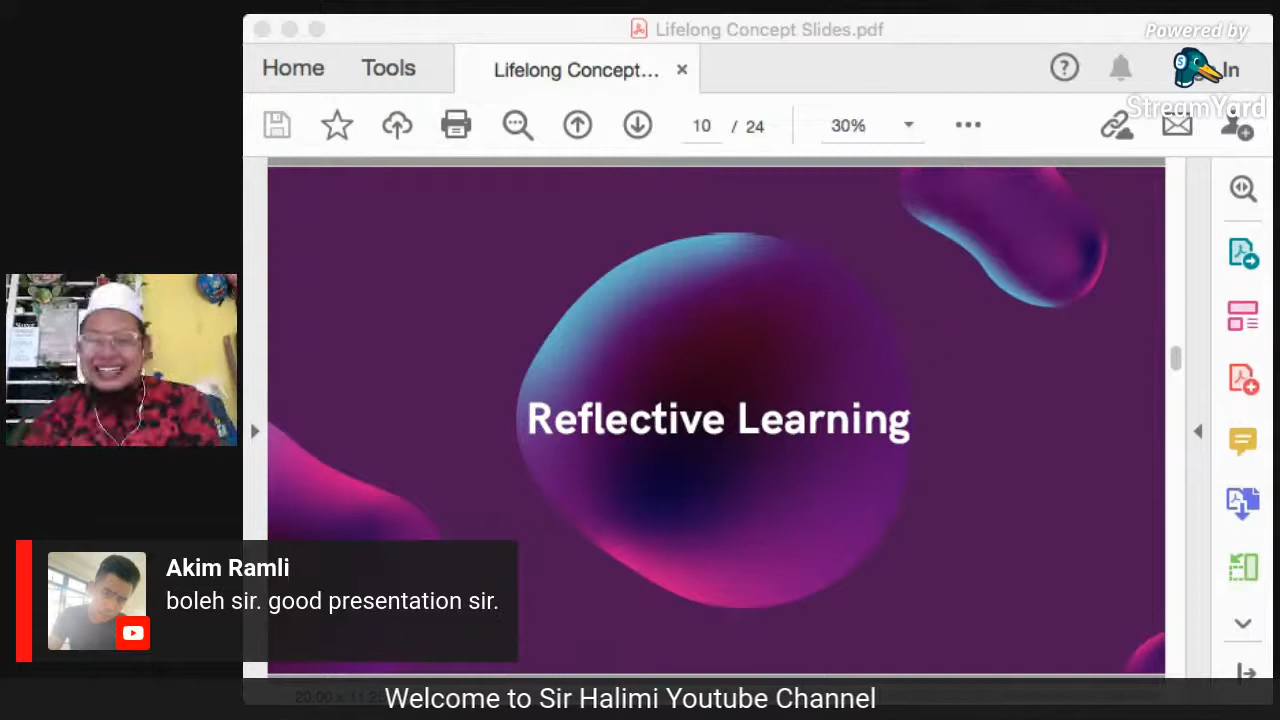 Lifelong Concept Slides.pdf
Powered by
Home
Tools
Lifelong Concept...
In
StreamYard
10 / 24
30%
Reflective Learning
Akim Ramli
boleh sir. good presentation sir.
Welcome to Sir Halimi Youtube Channel